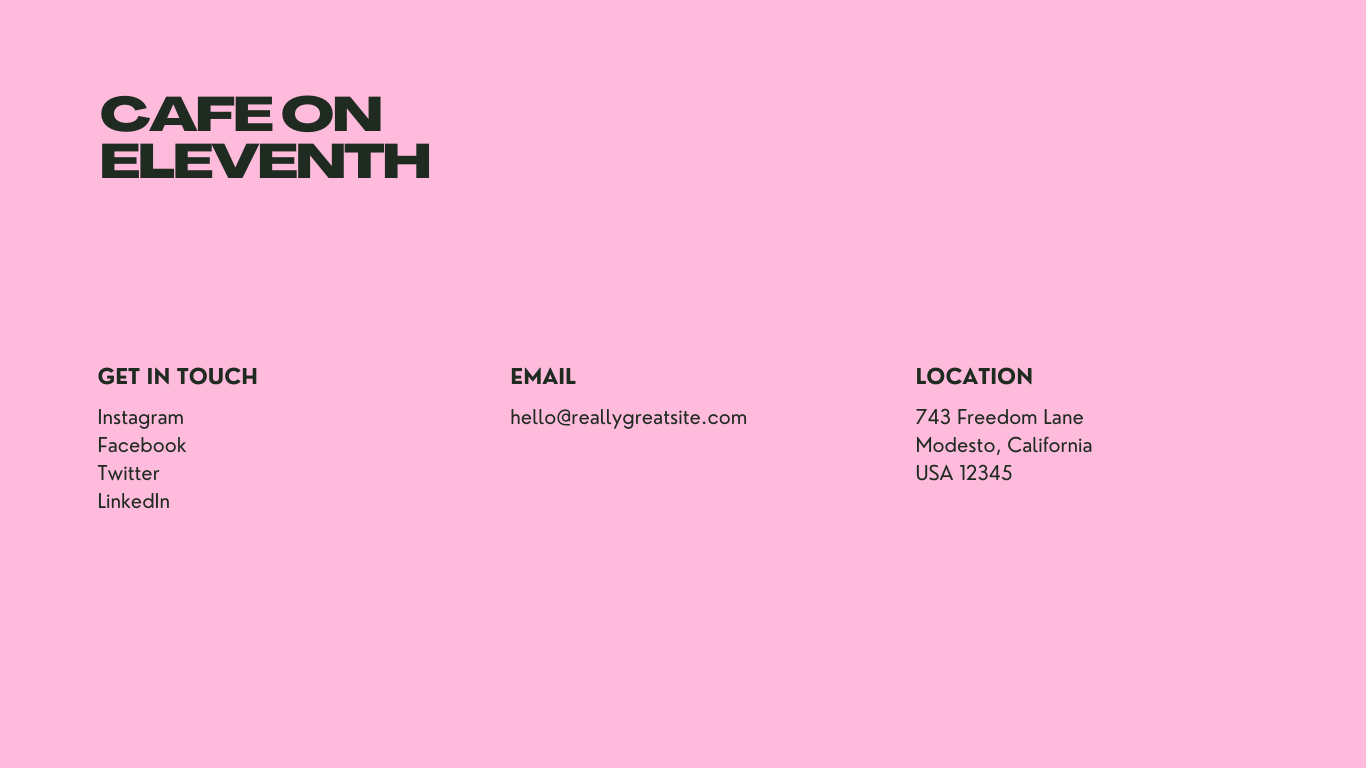 CAFE ON
ELEVENTH
GET IN TOUCH
Instagram
Facebook
Twitter
LinkedIn
EMAIL
hello@reallygreatsite.com
LOCATION
743 Freedom Lane
Modesto, California
USA 12345